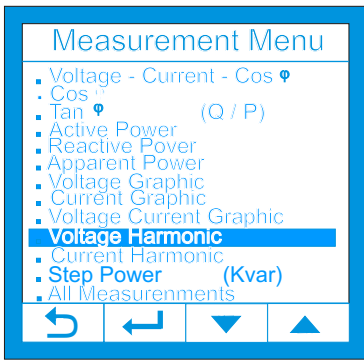 Measurement Menu
Voltage - Current - Cos φ
Cos φ
Tan φ (Q / P)
Active Power
Reactive Pover
Apparent Power
Voltage Graphic
Current Graphic
Voltage Current Graphic
Voltage Harmonic
Current Harmonic
Step Power (Kvar)
All Measurenments